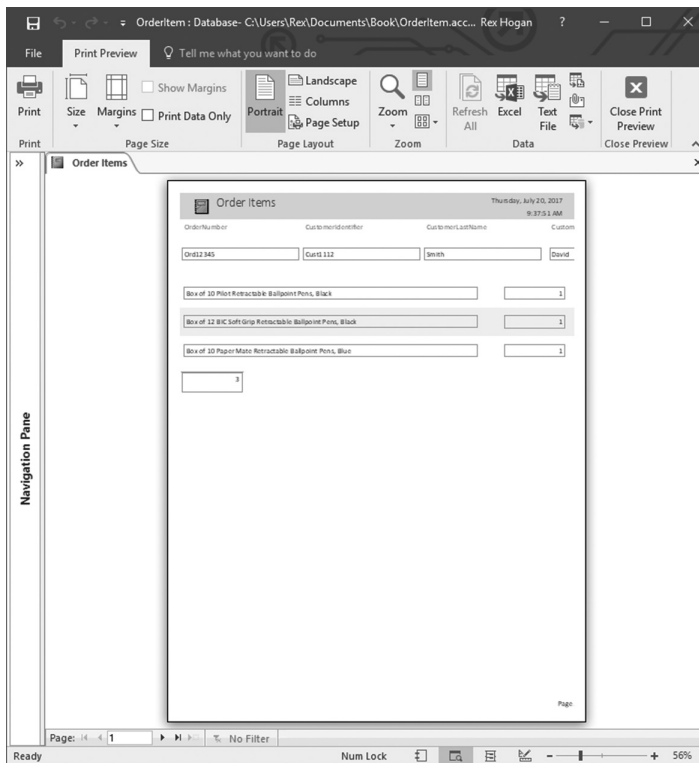 OrderItem : Database- C:\Users\Rex\Documents\Book\OrderItem.acc... Rex Hogan ?
File Print Preview Tell me what you want to do
Print
Size
Margins
Show Margins
Print Data Only
Portrait
Landscape
Columns
Page Setup
Zoom
Refresh All
Excel
Text File
Close Print Preview
Print Page Size Page Layout Zoom Data Close Preview
» Order Items
Navigation Pane
Order Items
Thursday, July 20, 2017
9:37:51 AM
OrderNumber CustomerIdentifier CustomerLastName Custom
Ord12345 Cust1112 Smith David
Box of 10 Pilot Retractable Ballpoint Pens, Black 1
Box of 12 BIC Soft Grip Retractable Ballpoint Pens, Black 1
Box of 10 Paper Mate Retractable Ballpoint Pens, Blue 1
3
Page
Page: 1 No Filter
Ready Num Lock 56%